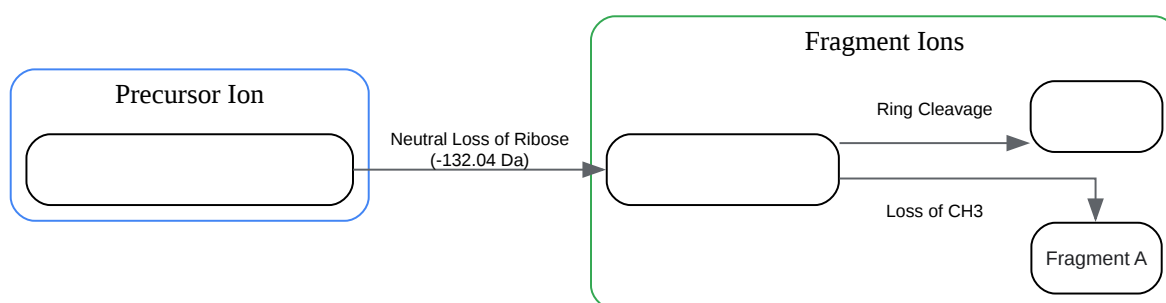 Fragment Ions
Precursor Ion
Neutral Loss of Ribose
(-132.04 Da)
Ring Cleavage
Loss of CH3
Fragment A